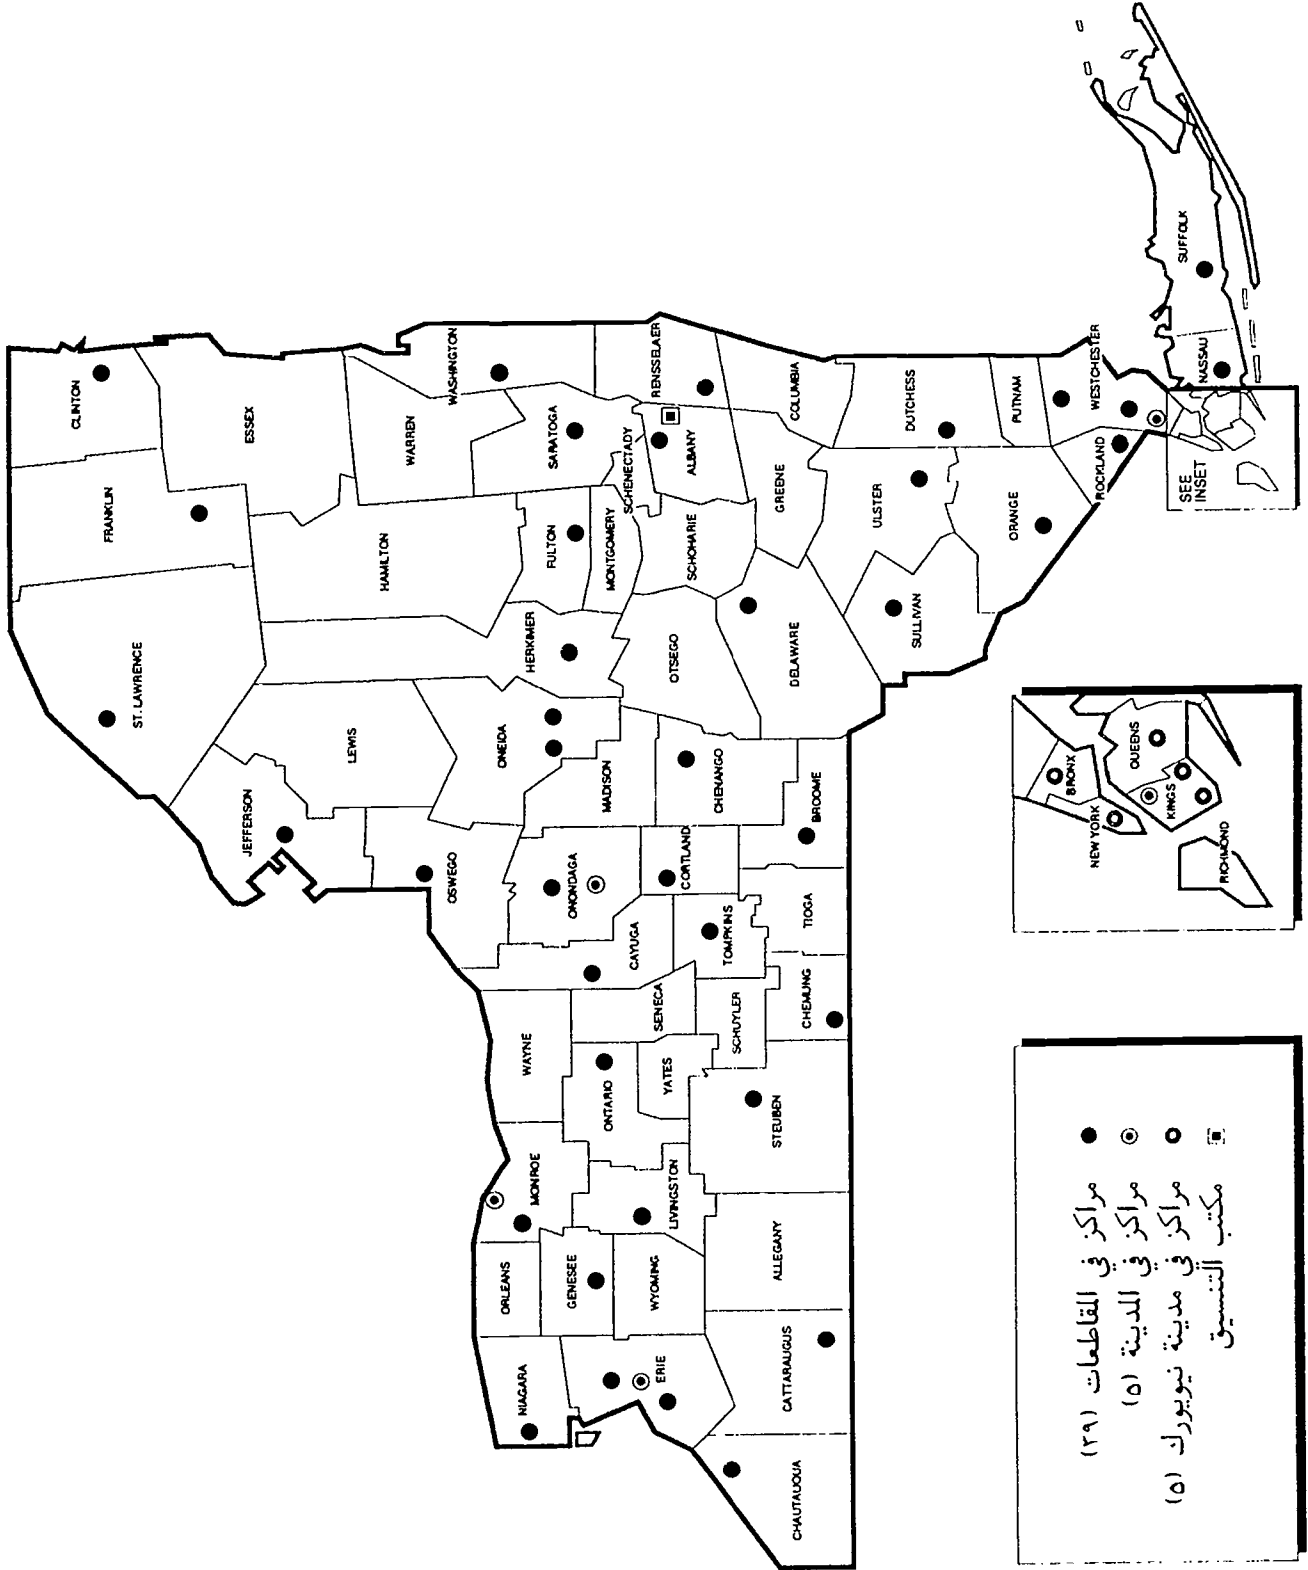 CLINTON
FRANKLIN
ST. LAWRENCE
ESSEX
JEFFERSON
LEWIS
HAMILTON
WARREN
WASHINGTON
OSWEGO
ONEIDA
HERKIMER
FULTON
SARATOGA
NIAGARA
ORLEANS
MONROE
WAYNE
GENESEE
ONONDAGA
MADISON
MONTGOMERY
SCHENECTADY
RENSSELAER
ERIE
WYOMING
LIVINGSTON
ONTARIO
YATES
SENECA
CAYUGA
CORTLAND
CHENANGO
OTSEGO
SCHOHARIE
ALBANY
CHAUTAUQUA
CATTARAUGUS
ALLEGANY
STEUBEN
SCHUYLER
TOMPKINS
CHEMUNG
TIOGA
BROOME
DELAWARE
GREENE
COLUMBIA
SULLIVAN
ULSTER
DUTCHESS
ORANGE
PUTNAM
ROCKLAND
WESTCHESTER
SEE
INSET
NASSAU
SUFFOLK
مراكز في المقاطعات (٣٩)
مراكز في المدينة (٥)
مراكز في مدينة نيويورك (٥)
مكتب التنسيق
BRONX
NEW YORK
QUEENS
KINGS
RICHMOND